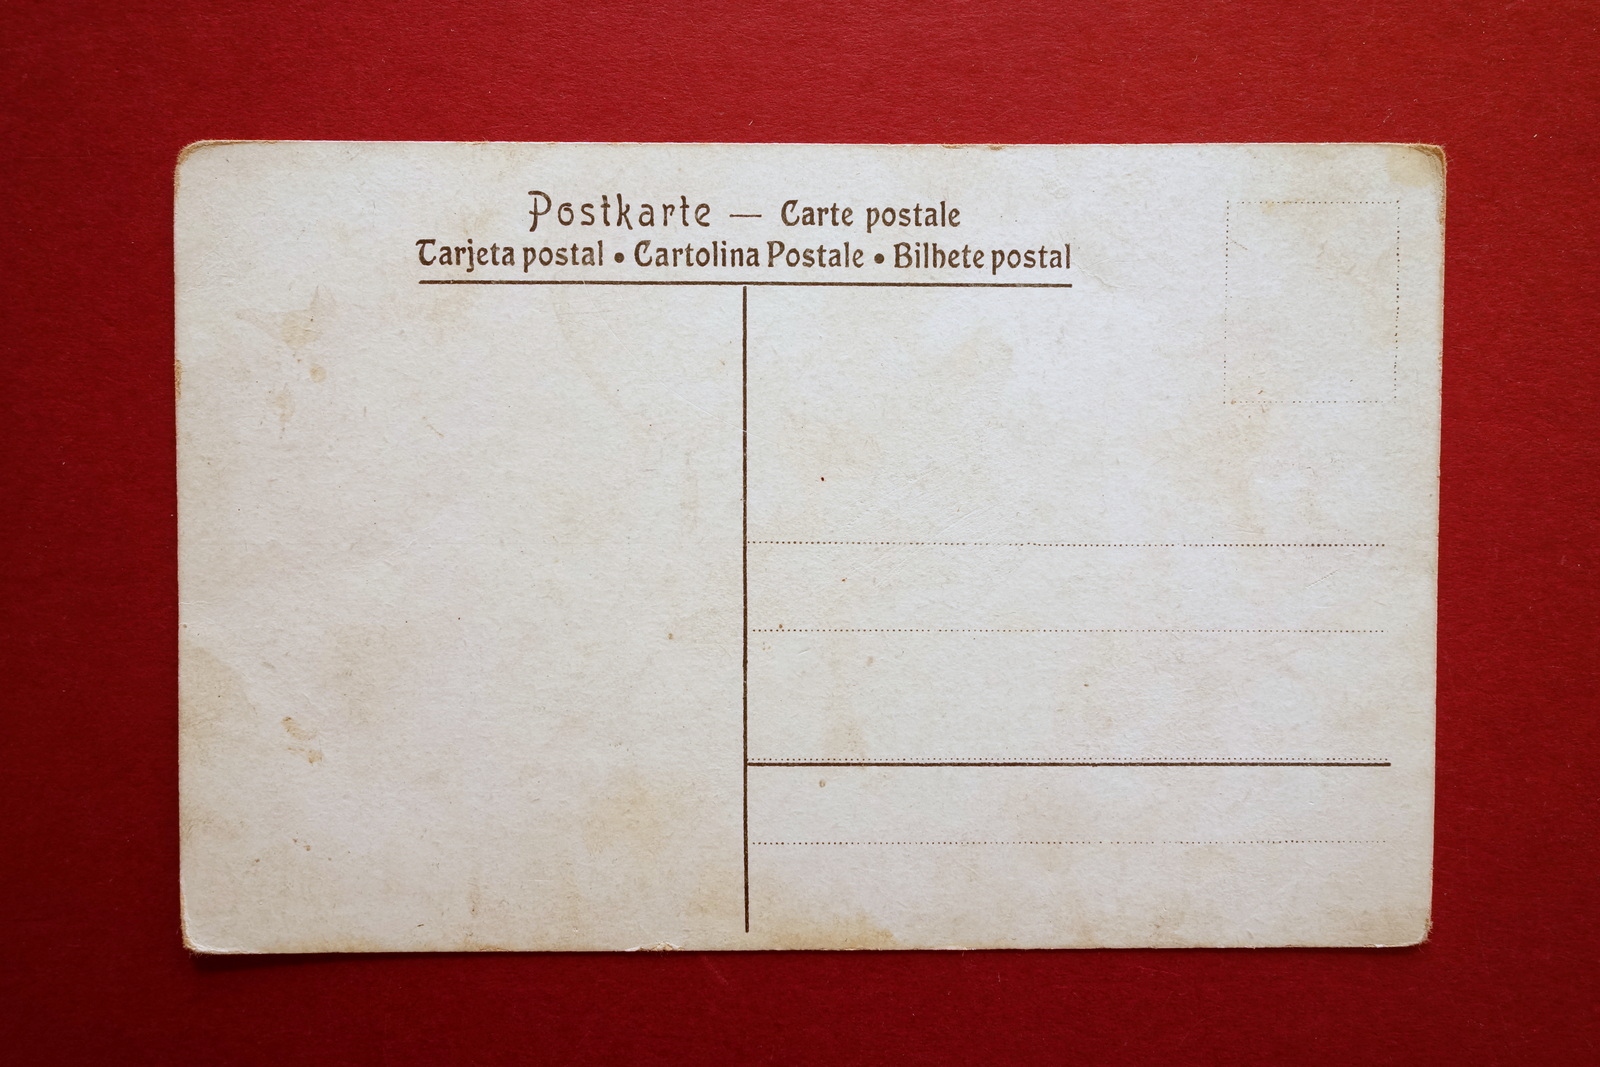 Postkarte — Carte postale
Tarjeta postal • Cartolina Postale • Bilhete postal